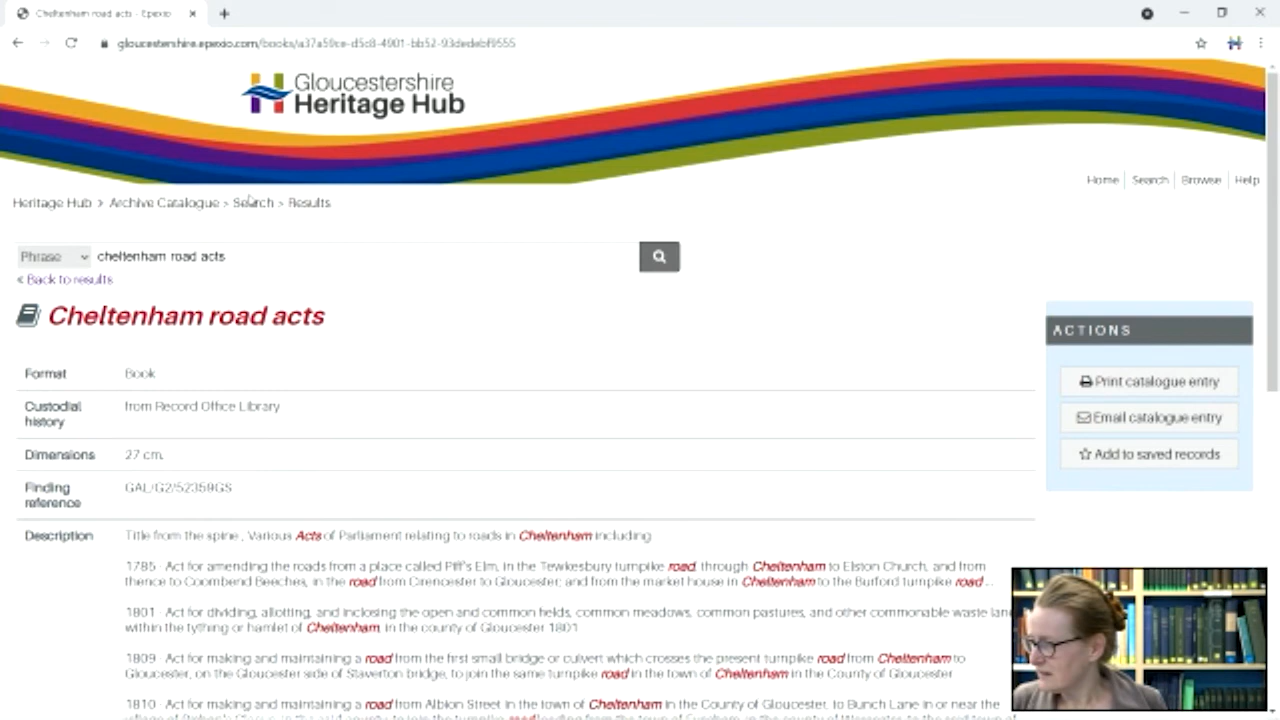 Cheltenham road acts - Epexio
gloucestershire.epexio.com/books/a37a59ce-d5c8-4901-bb52-93dedebf9555
Gloucestershire
Heritage Hub
Home Search Browse Help
Heritage Hub > Archive Catalogue > Search > Results
Phrase cheltenham road acts
« Back to results
Cheltenham road acts
ACTIONS
Print catalogue entry
Email catalogue entry
Add to saved records
Format Book
Custodial history from Record Office Library
Dimensions 27 cm.
Finding reference GAL/G2/52359GS
Description Title from the spine , Various Acts of Parliament relating to roads in Cheltenham including
1785 - Act for amending the roads from a place called Piff's Elm, in the Tewkesbury turnpike road, through Cheltenham to Elston Church, and from
thence to Coombend Beeches, in the road from Cirencester to Gloucester; and from the market house in Cheltenham to the Burford turnpike road ...
1801 - Act for dividing, allotting, and inclosing the open and common fields, common meadows, common pastures, and other commonable waste
within the tything or hamlet of Cheltenham, in the county of Gloucester 1801
1809 - Act for making and maintaining a road from the first small bridge or culvert which crosses the present turnpike road from Cheltenham to
Gloucester, on the Gloucester side of Staverton bridge, to join the same turnpike road in the town of Cheltenham in the County of Gloucester
1810 - Act for making and maintaining a road from Albion Street in the town of Cheltenham in the County of Gloucester, to Bunch Lane in or near the